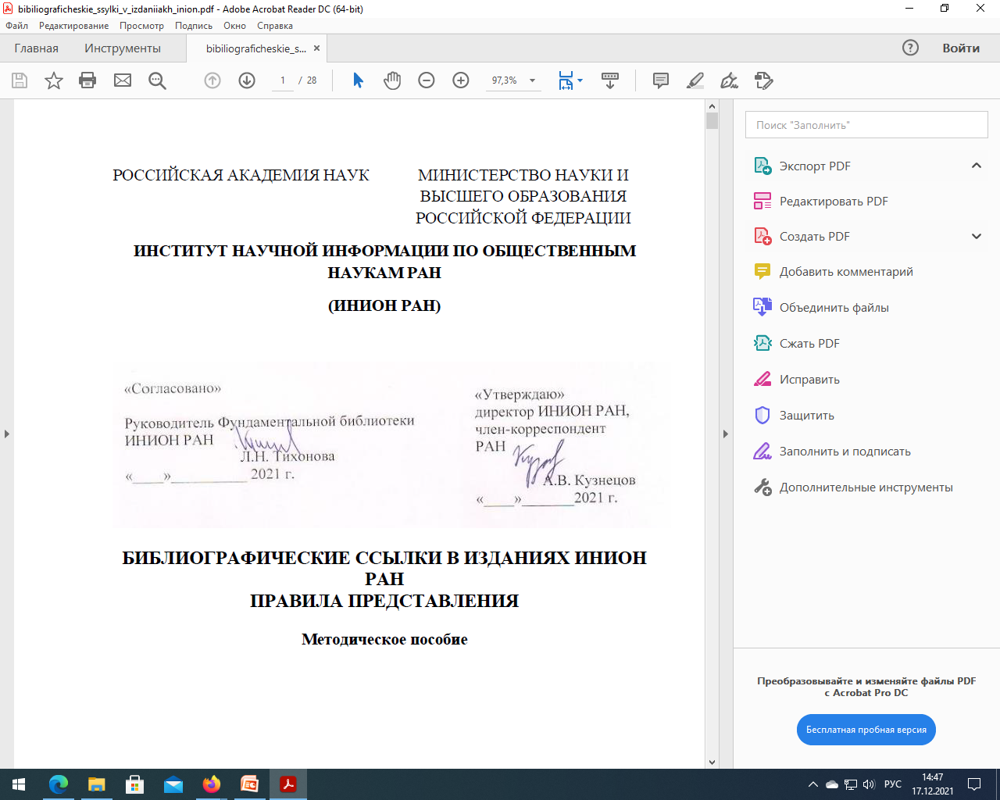 bibiliograficheskie_ssylki_v_izdaniiakh_inion.pdf - Adobe Acrobat Reader DC (64-bit)
Файл Редактирование Просмотр Подпись Окно Справка
Главная Инструменты bibiliograficheskie_s... × Войти
1 / 28 97,3%
Поиск "Заполнить"
Экспорт PDF
Редактировать PDF
Создать PDF
Добавить комментарий
Объединить файлы
Сжать PDF
Исправить
Защитить
Заполнить и подписать
Дополнительные инструменты
Преобразовывайте и изменяйте файлы PDF
с Acrobat Pro DC
Бесплатная пробная версия
РОССИЙСКАЯ АКАДЕМИЯ НАУК
МИНИСТЕРСТВО НАУКИ И
ВЫСШЕГО ОБРАЗОВАНИЯ
РОССИЙСКОЙ ФЕДЕРАЦИИ
ИНСТИТУТ НАУЧНОЙ ИНФОРМАЦИИ ПО ОБЩЕСТВЕННЫМ
НАУКАМ РАН
(ИНИОН РАН)
«Согласовано»
Руководитель Фундаментальной библиотеки
ИНИОН РАН
Л.Н. Тихонова
«____»__________ 2021 г.
«Утверждаю»
директор ИНИОН РАН,
член-корреспондент
РАН
А.В. Кузнецов
«____»_______2021 г.
БИБЛИОГРАФИЧЕСКИЕ ССЫЛКИ В ИЗДАНИЯХ ИНИОН
РАН
ПРАВИЛА ПРЕДСТАВЛЕНИЯ
Методическое пособие
РУС
14:47
17.12.2021